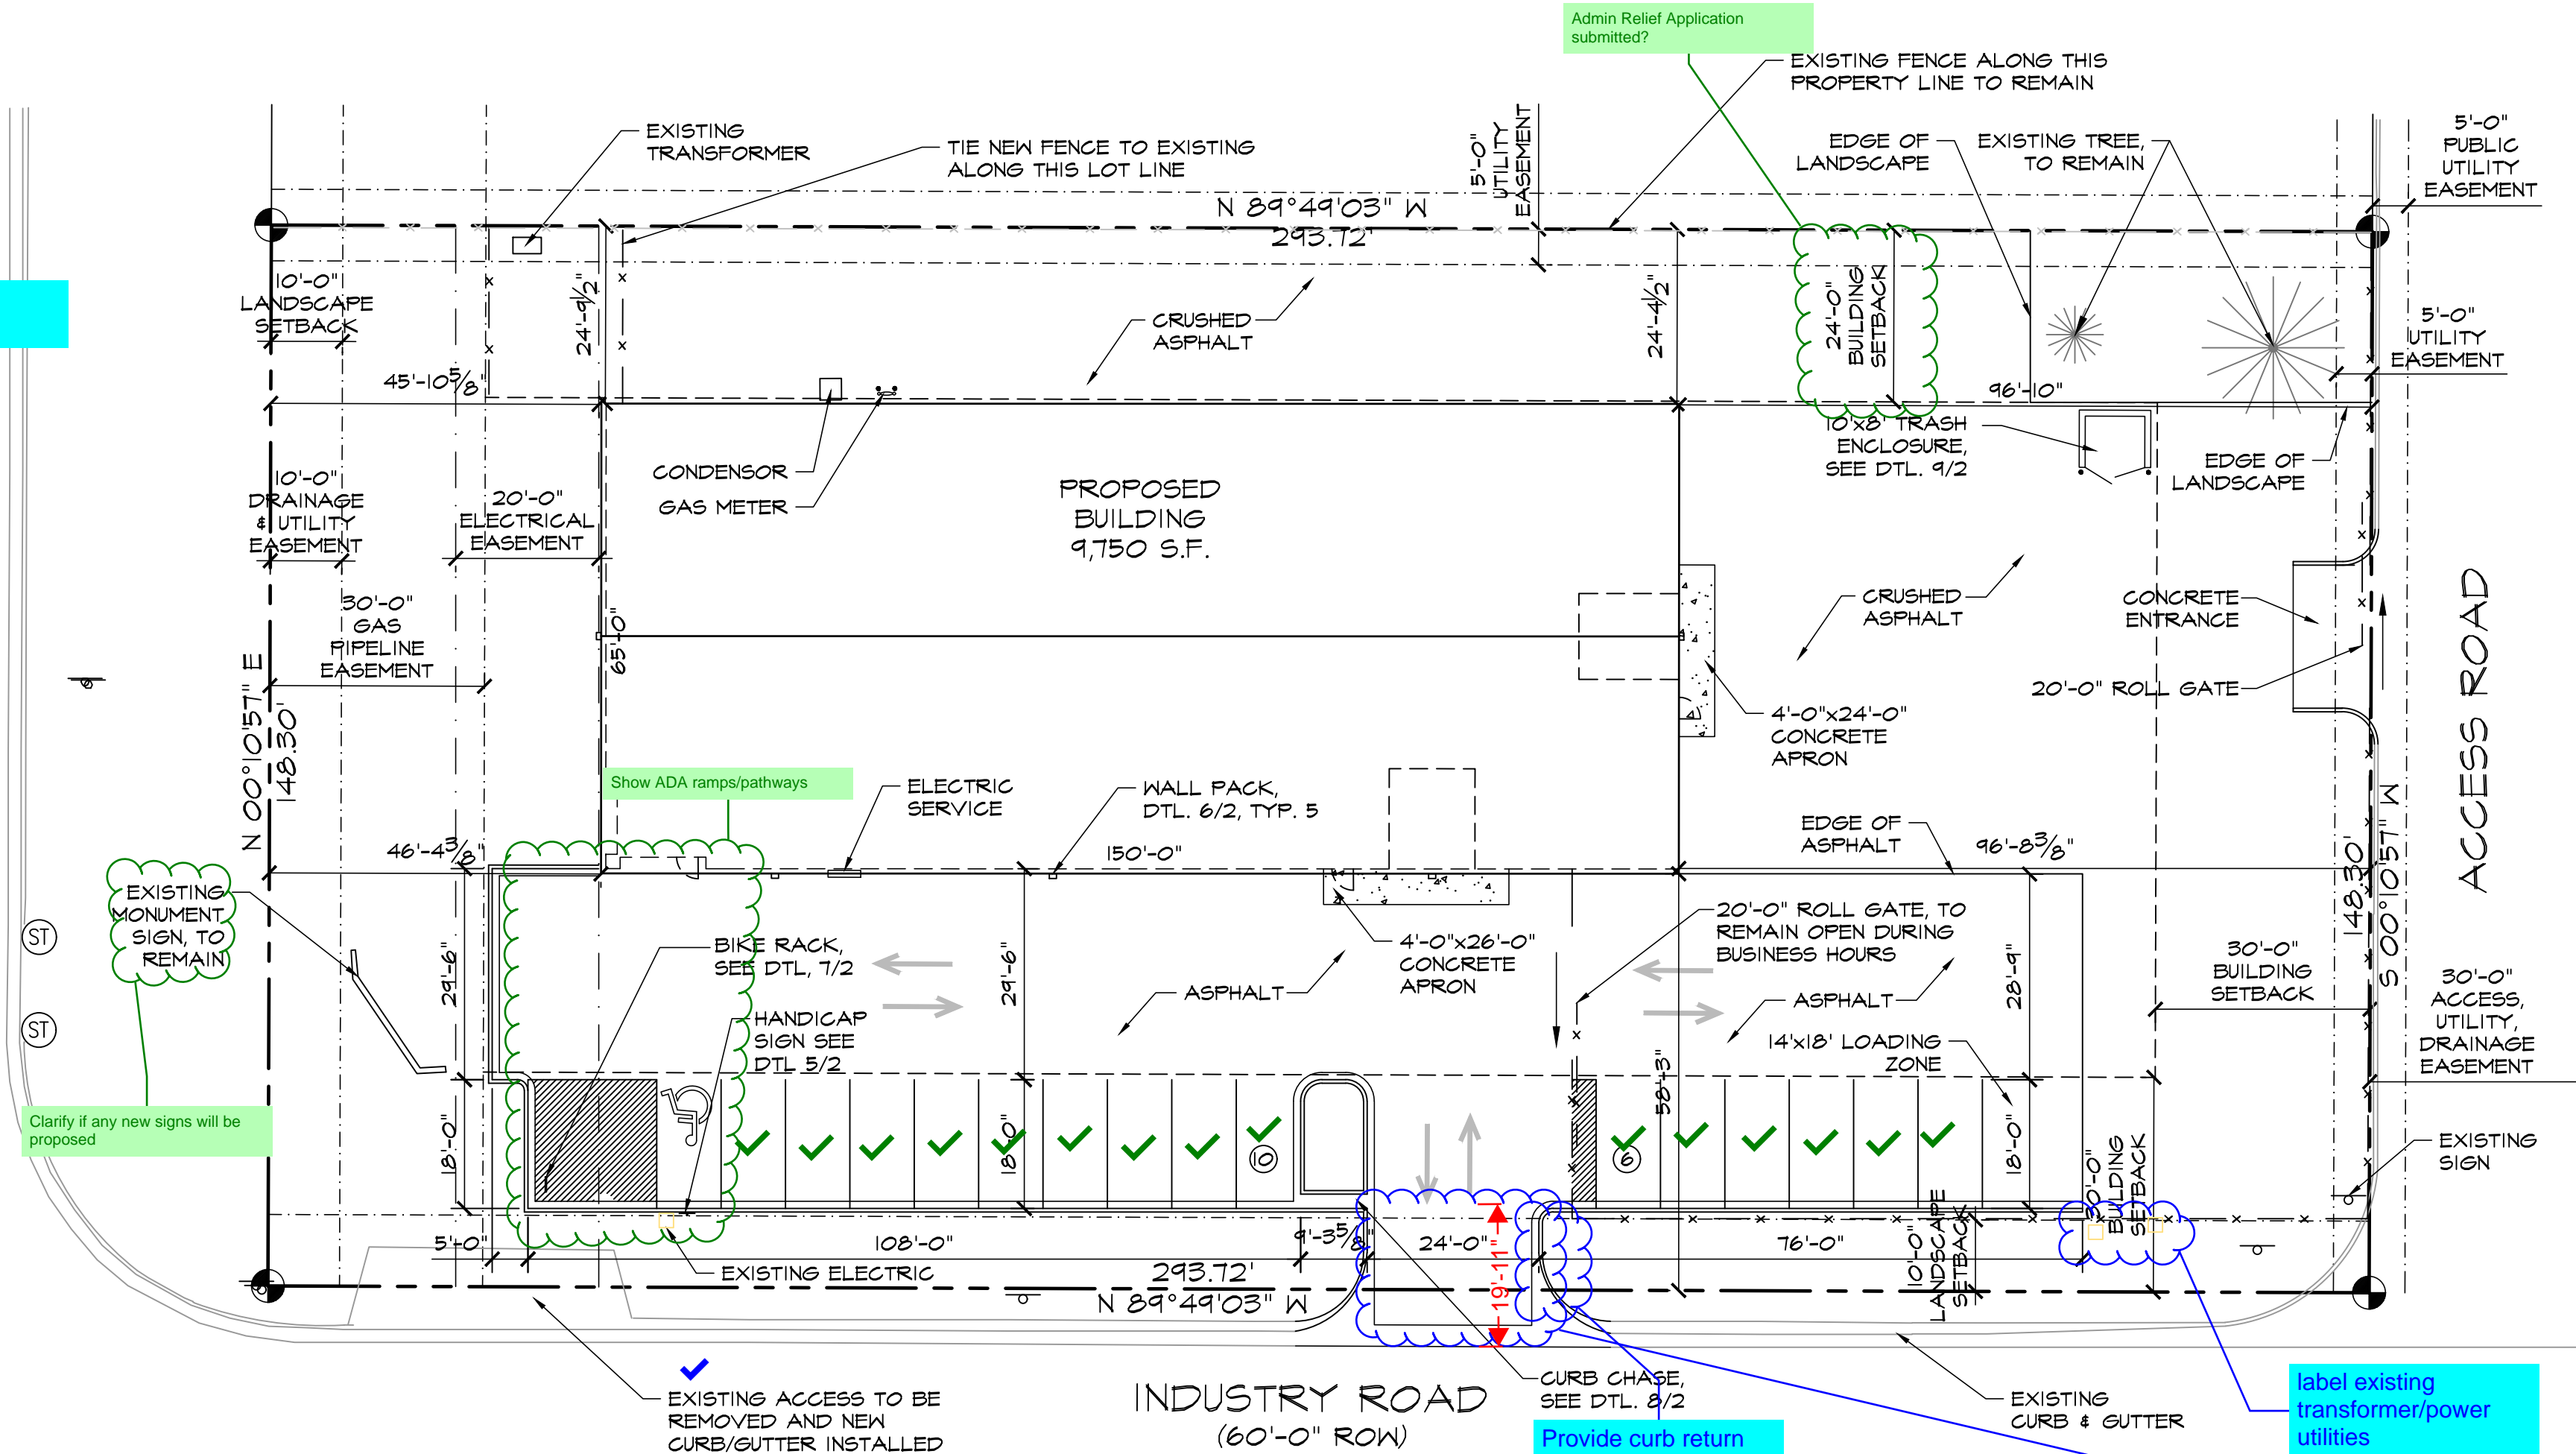 Admin Relief Application
submitted?
EXISTING FENCE ALONG THIS
PROPERTY LINE TO REMAIN
EXISTING
TRANSFORMER
TIE NEW FENCE TO EXISTING
ALONG THIS LOT LINE
5'-0"
UTILITY
EASEMENT
EDGE OF
LANDSCAPE
EXISTING TREE,
TO REMAIN
5'-0"
PUBLIC
UTILITY
EASEMENT
N 89°49'03" W
293.72'
10'-0"
LANDSCAPE
SETBACK
24'-9 1/2"
CRUSHED
ASPHALT
24'-4 1/2"
24'-0"
BUILDING
SETBACK
5'-0"
UTILITY
EASEMENT
45'-10 5/8"
96'-10"
CONDENSOR
GAS METER
10'x8' TRASH
ENCLOSURE,
SEE DTL. 9/2
EDGE OF
LANDSCAPE
10'-0"
DRAINAGE
& UTILITY
EASEMENT
20'-0"
ELECTRICAL
EASEMENT
PROPOSED
BUILDING
9,750 S.F.
30'-0"
GAS
PIPELINE
EASEMENT
65'-0"
CRUSHED
ASPHALT
CONCRETE
ENTRANCE
20'-0" ROLL GATE
ACCESS ROAD
N 00°10'57" E
148.30'
4'-0"x24'-0"
CONCRETE
APRON
Show ADA ramps/pathways
ELECTRIC
SERVICE
WALL PACK,
DTL. 6/2, TYP. 5
EDGE OF
ASPHALT
46'-4 3/8"
150'-0"
96'-8 3/8"
148.30'
S 00°10'57" W
EXISTING
MONUMENT
SIGN, TO
REMAIN
ST
ST
29'-6"
BIKE RACK,
SEE DTL, 7/2
29'-6"
4'-0"x26'-0"
CONCRETE
APRON
20'-0" ROLL GATE, TO
REMAIN OPEN DURING
BUSINESS HOURS
28'-9"
30'-0"
BUILDING
SETBACK
30'-0"
ACCESS,
UTILITY,
DRAINAGE
EASEMENT
ASPHALT
ASPHALT
HANDICAP
SIGN SEE
DTL 5/2
14'x18' LOADING
ZONE
58'-3"
Clarify if any new signs will be
proposed
18'-0"
18'-0"
10
6
18'-0"
30'-0"
BUILDING
SETBACK
EXISTING
SIGN
5'-0"
108'-0"
9'-3 5/8"
24'-0"
19'-11"
76'-0"
10'-0"
LANDSCAPE
SETBACK
EXISTING ELECTRIC
293.72'
N 89°49'03" W
EXISTING ACCESS TO BE
REMOVED AND NEW
CURB/GUTTER INSTALLED
INDUSTRY ROAD
(60'-0" ROW)
CURB CHASE,
SEE DTL. 8/2
Provide curb return
EXISTING
CURB & GUTTER
label existing
transformer/power
utilities